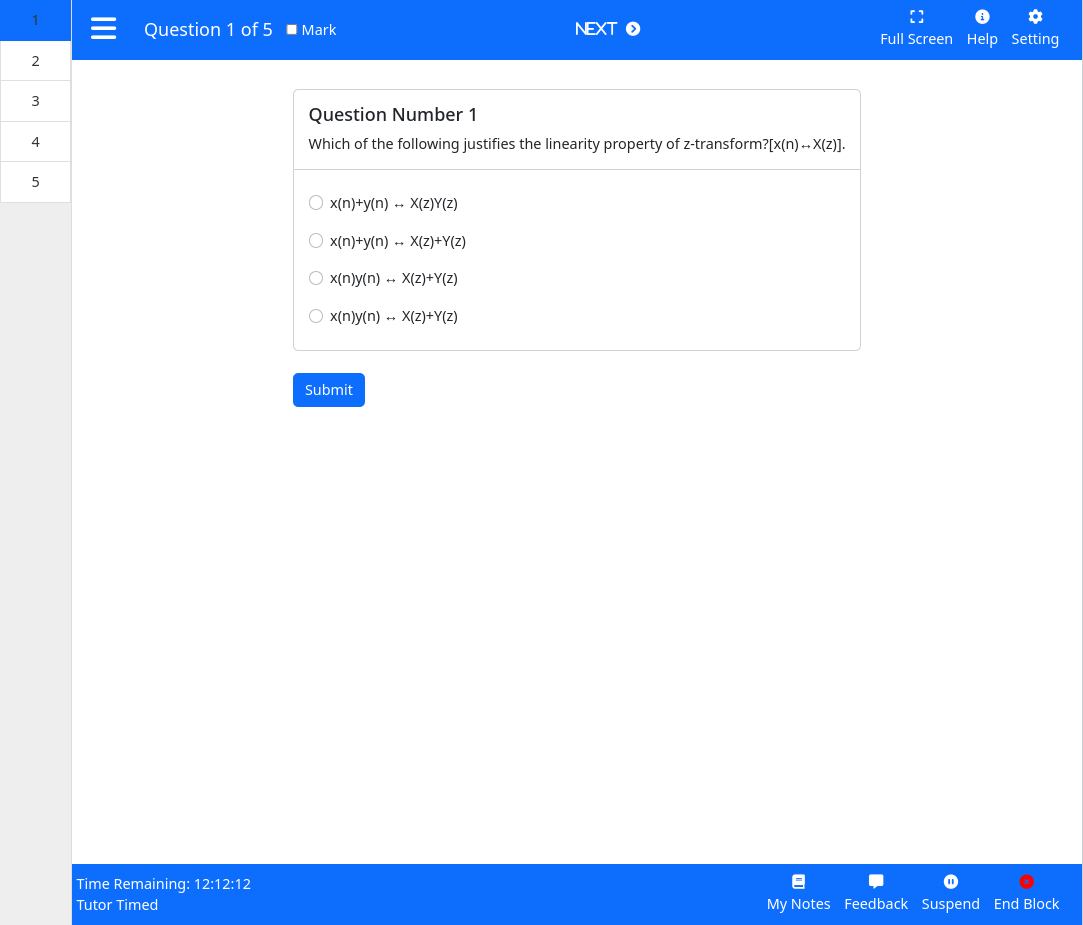 1
2
3
4
5
Question 1 of 5
Mark
NEXT
Full Screen
Help
Setting
Question Number 1
Which of the following justifies the linearity property of z-transform?[x(n)↔X(z)].
x(n)+y(n) ↔ X(z)Y(z)
x(n)+y(n) ↔ X(z)+Y(z)
x(n)y(n) ↔ X(z)+Y(z)
x(n)y(n) ↔ X(z)+Y(z)
Submit
Time Remaining: 12:12:12
Tutor Timed
My Notes
Feedback
Suspend
End Block